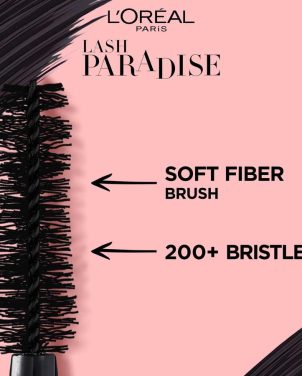 L'ORÉAL
PARIS
LASH
PARADISE
SOFT FIBER
BRUSH
200+ BRISTLE